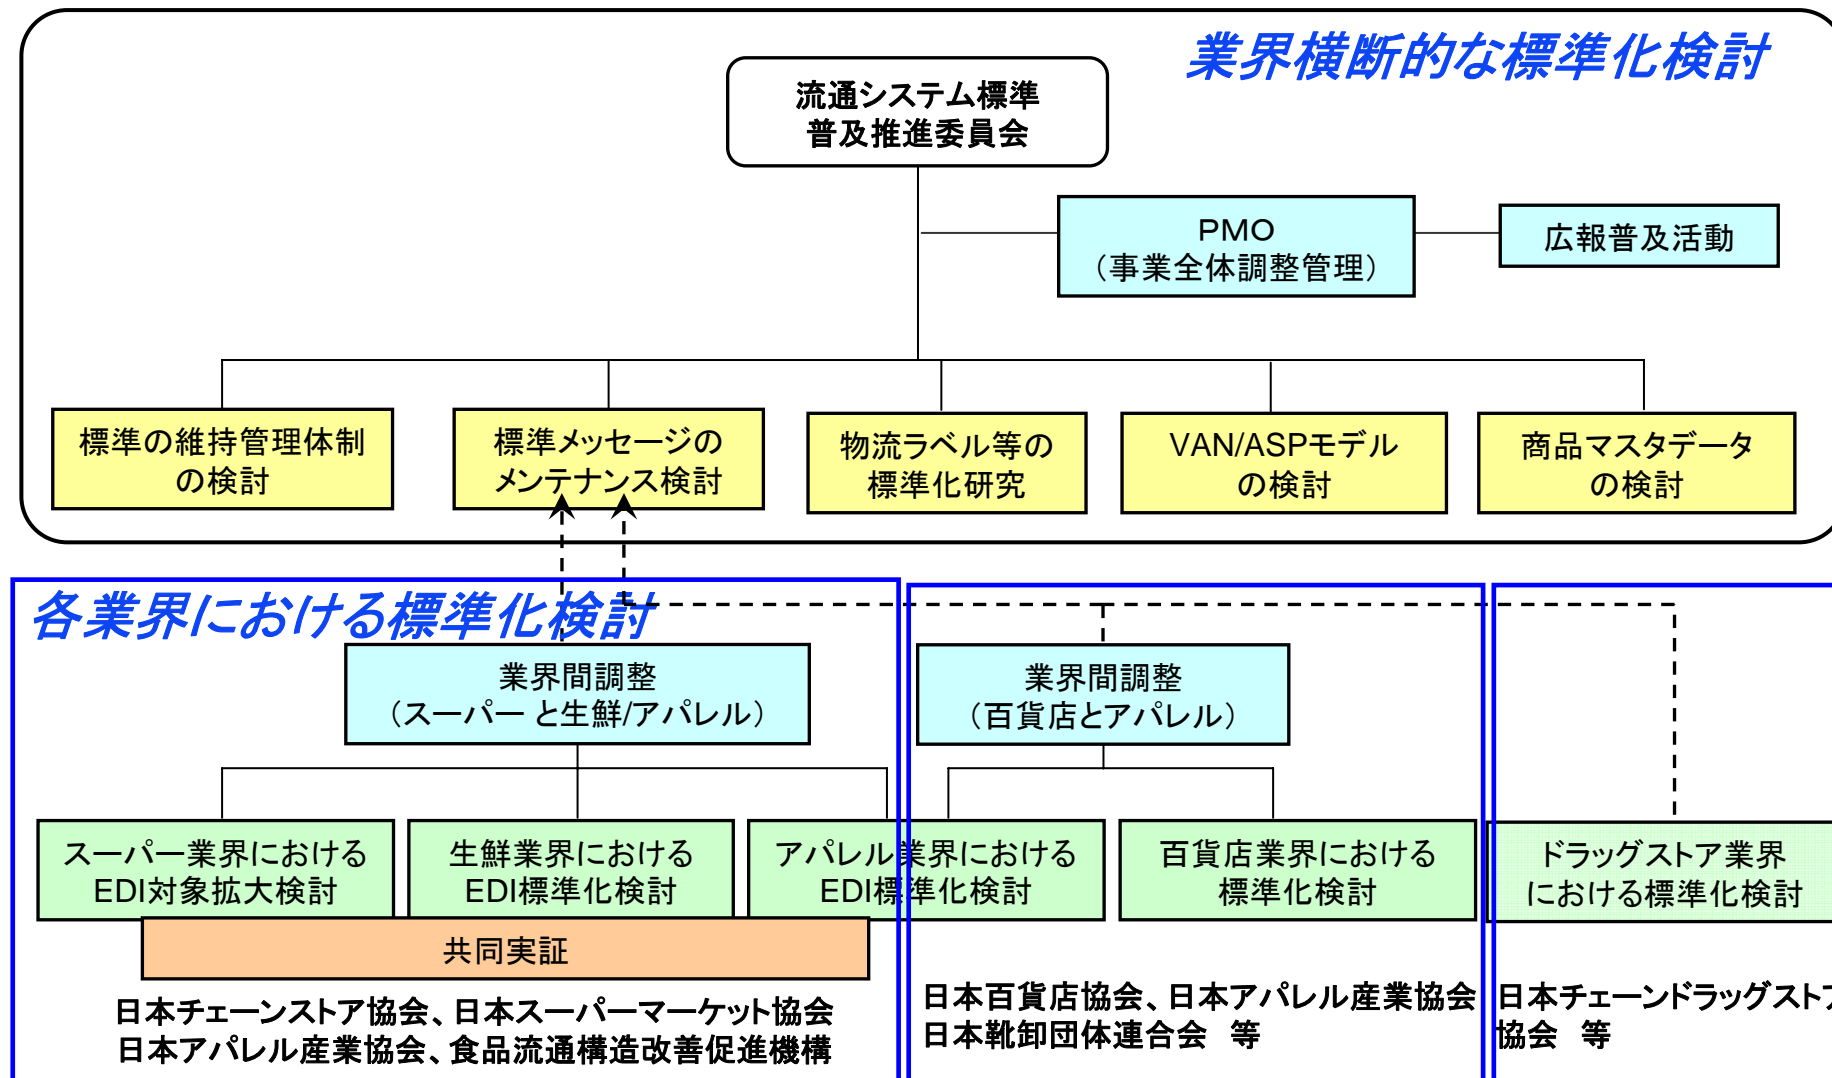 業界横断的な標準化検討
流通システム標準
普及推進委員会
PMO
（事業全体調整管理）
広報普及活動
標準の維持管理体制
の検討
標準メッセージの
メンテナンス検討
物流ラベル等の
標準化研究
VAN/ASPモデル
の検討
商品マスタデータ
の検討
各業界における標準化検討
業界間調整
（スーパー と生鮮/アパレル）
業界間調整
（百貨店とアパレル）
スーパー業界における
EDI対象拡大検討
生鮮業界における
EDI標準化検討
アパレル業界における
EDI標準化検討
百貨店業界における
標準化検討
ドラッグストア業界
における標準化検討
共同実証
日本チェーンストア協会、日本スーパーマーケット協会
日本アパレル産業協会、食品流通構造改善促進機構
日本百貨店協会、日本アパレル産業協会
日本靴卸団体連合会　等
日本チェーンドラッグストア
協会　等